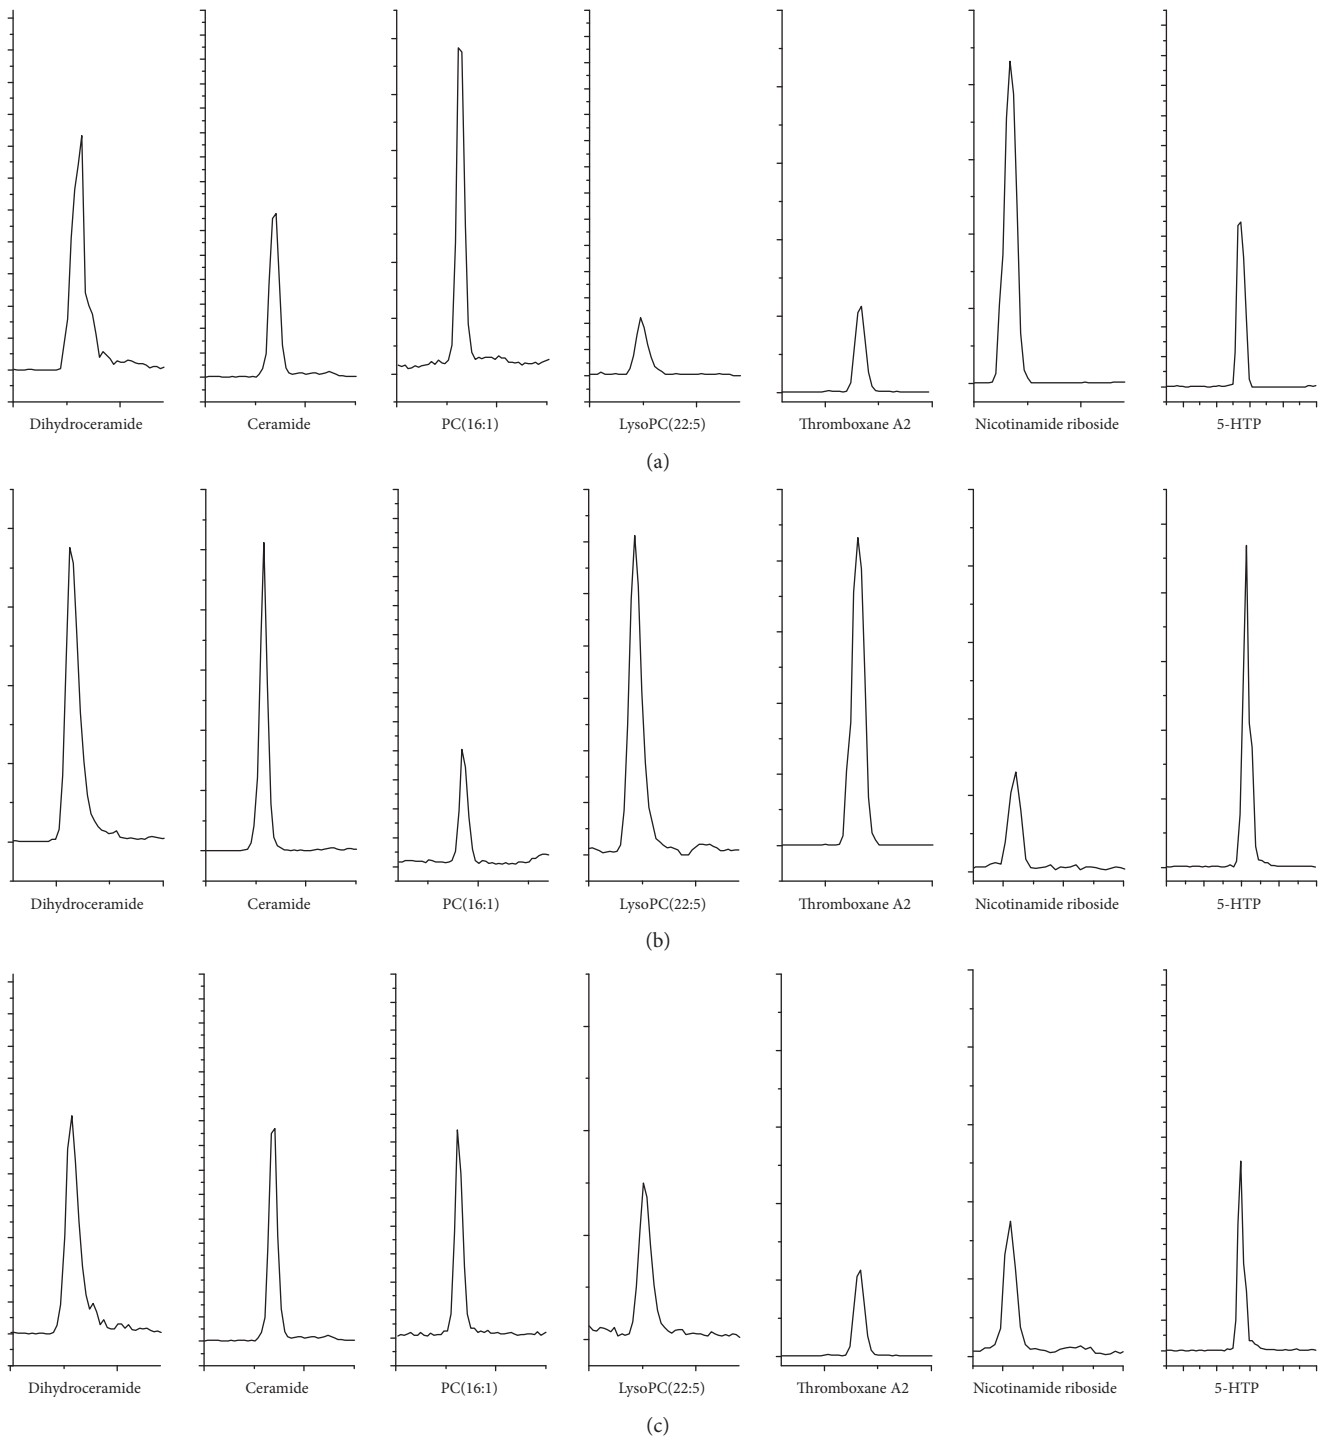 Dihydroceramide Ceramide PC(16:1) LysoPC(22:5) Thromboxane A2 Nicotinamide riboside 5-HTP
(a)
Dihydroceramide Ceramide PC(16:1) LysoPC(22:5) Thromboxane A2 Nicotinamide riboside 5-HTP
(b)
Dihydroceramide Ceramide PC(16:1) LysoPC(22:5) Thromboxane A2 Nicotinamide riboside 5-HTP
(c)